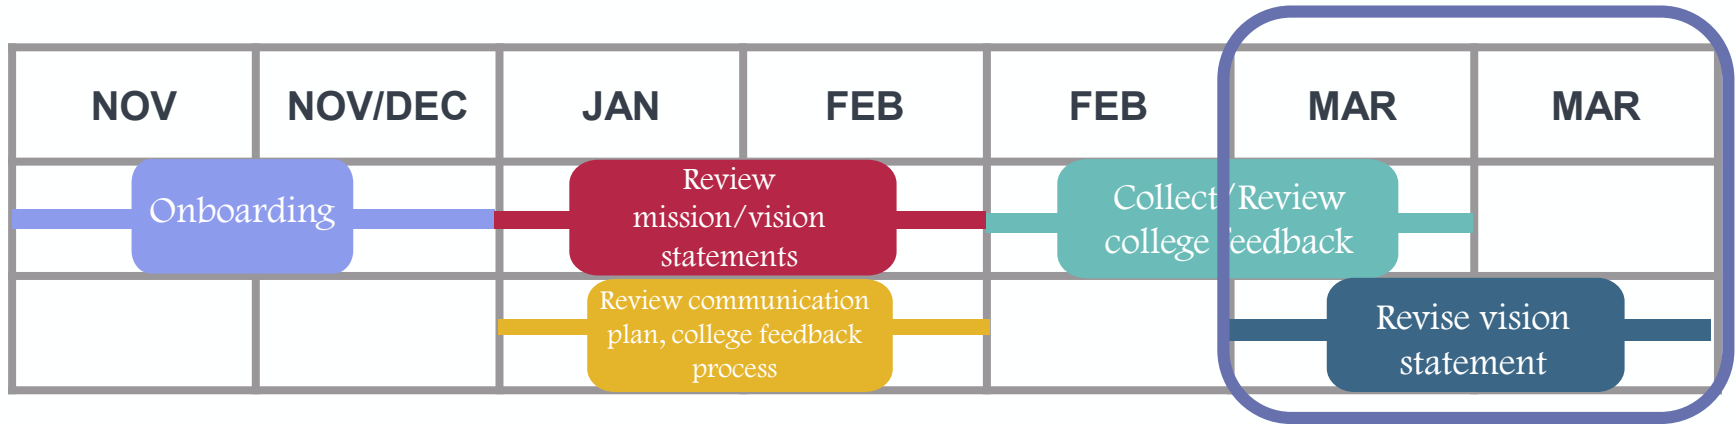 NOV NOV/DEC JAN FEB FEB MAR MAR
Onboarding
Review
mission/vision
statements
Collect/Review
college feedback
Review communication
plan, college feedback
process
Revise vision
statement